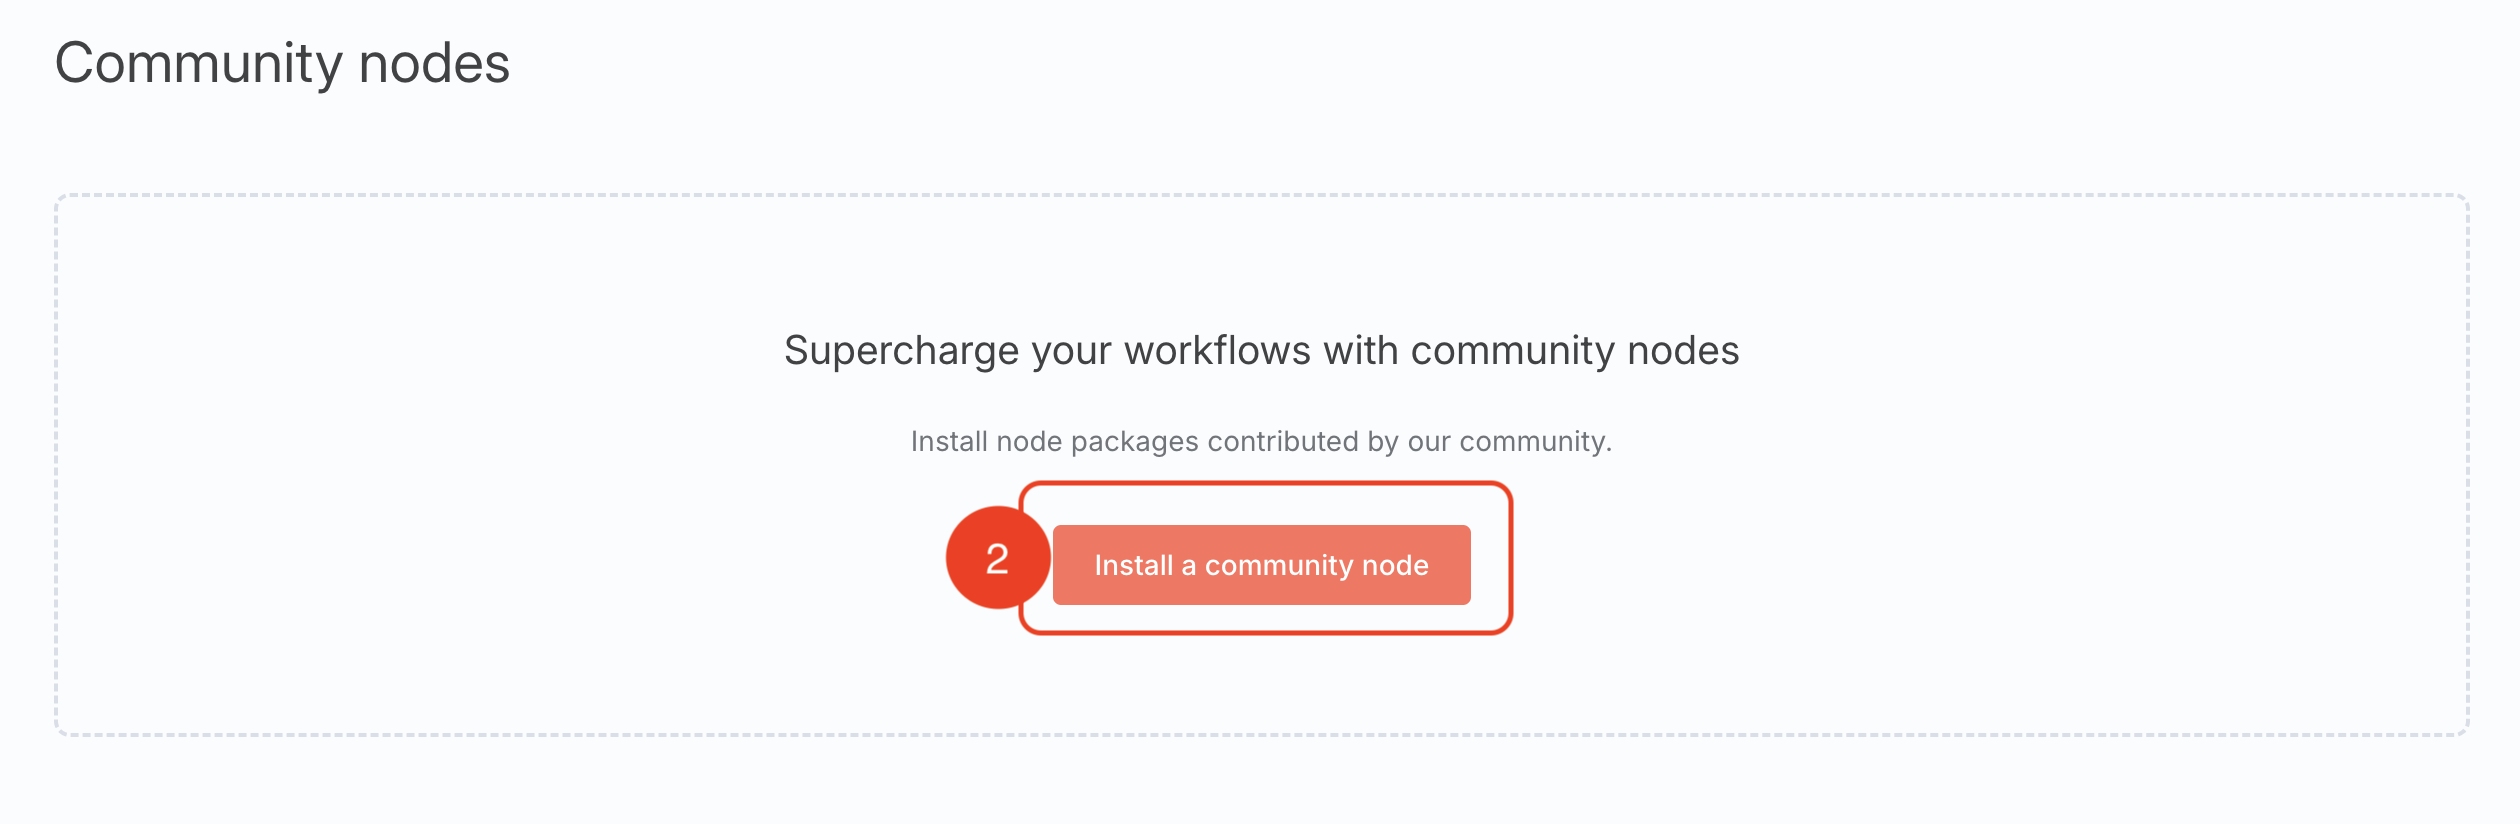 Community nodes
Supercharge your workflows with community nodes
Install node packages contributed by our community.
2
Install a community node